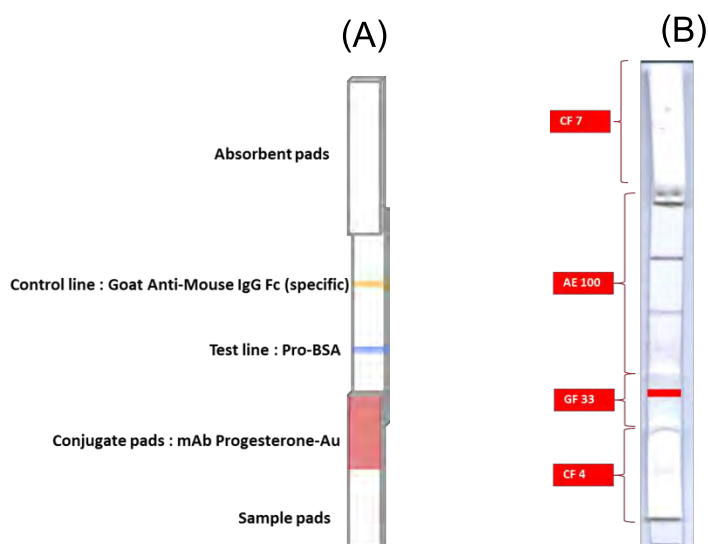 (A)
Absorbent pads
Control line : Goat Anti-Mouse IgG Fc (specific)
Test line : Pro-BSA
Conjugate pads : mAb Progesterone-Au
Sample pads
(B)
CF 7
AE 100
GF 33
CF 4